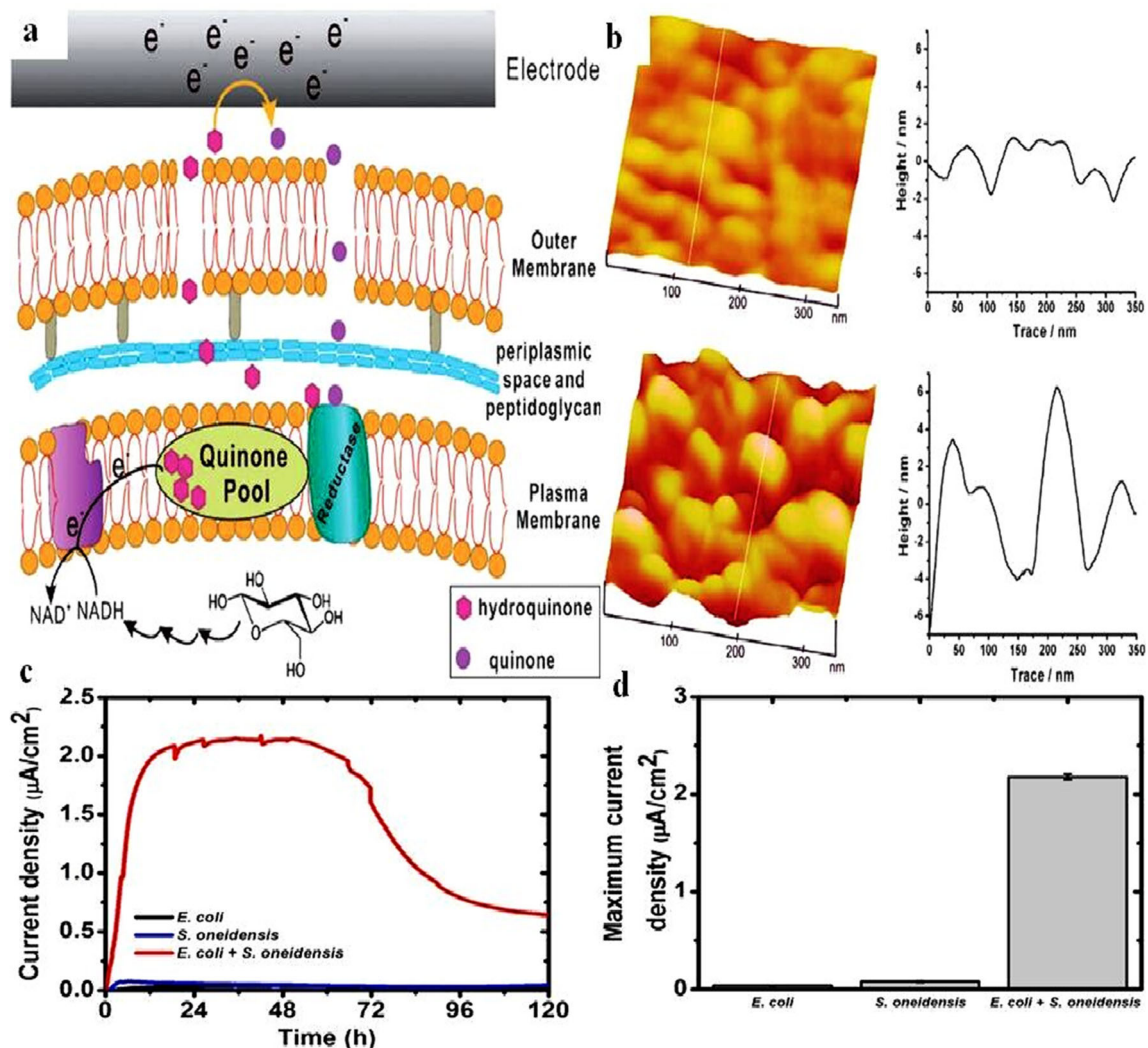 a
e⁻ e⁻ e⁻ e⁻ e⁻ e⁻ e⁻
Electrode
Outer
Membrane
periplasmic
space and
peptidoglycan
e⁻
Quinone
Pool
Reductase
e⁻
Plasma
Membrane
NAD⁺ NADH
HO
HO
OH
O
OH
HO
hydroquinone
quinone
b
100
200
300
nm
Height / nm
6
4
2
0
-2
-4
-6
0 50 100 150 200 250 300 350
Trace / nm
100
200
300
nm
Height / nm
6
4
2
0
-2
-4
-6
0 50 100 150 200 250 300 350
Trace / nm
c
Current density (µA/cm²)
2.5
2.0
1.5
1.0
0.5
0.0
E. coli
S. oneidensis
E. coli + S. oneidensis
0 24 48 72 96 120
Time (h)
d
Maximum current
density (µA/cm²)
3
2
1
0
E. coli S. oneidensis E. coli + S. oneidensis